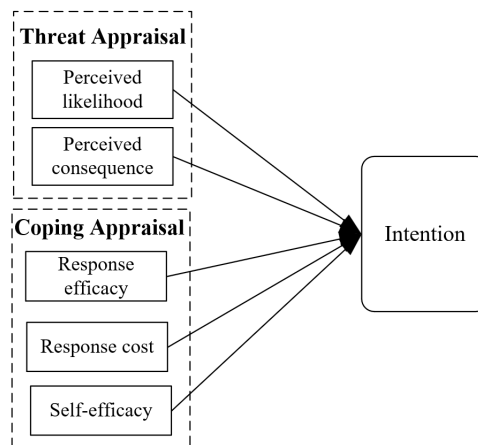 Threat Appraisal
Perceived
likelihood
Perceived
consequence
Coping Appraisal
Response
efficacy
Response cost
Self-efficacy
Intention